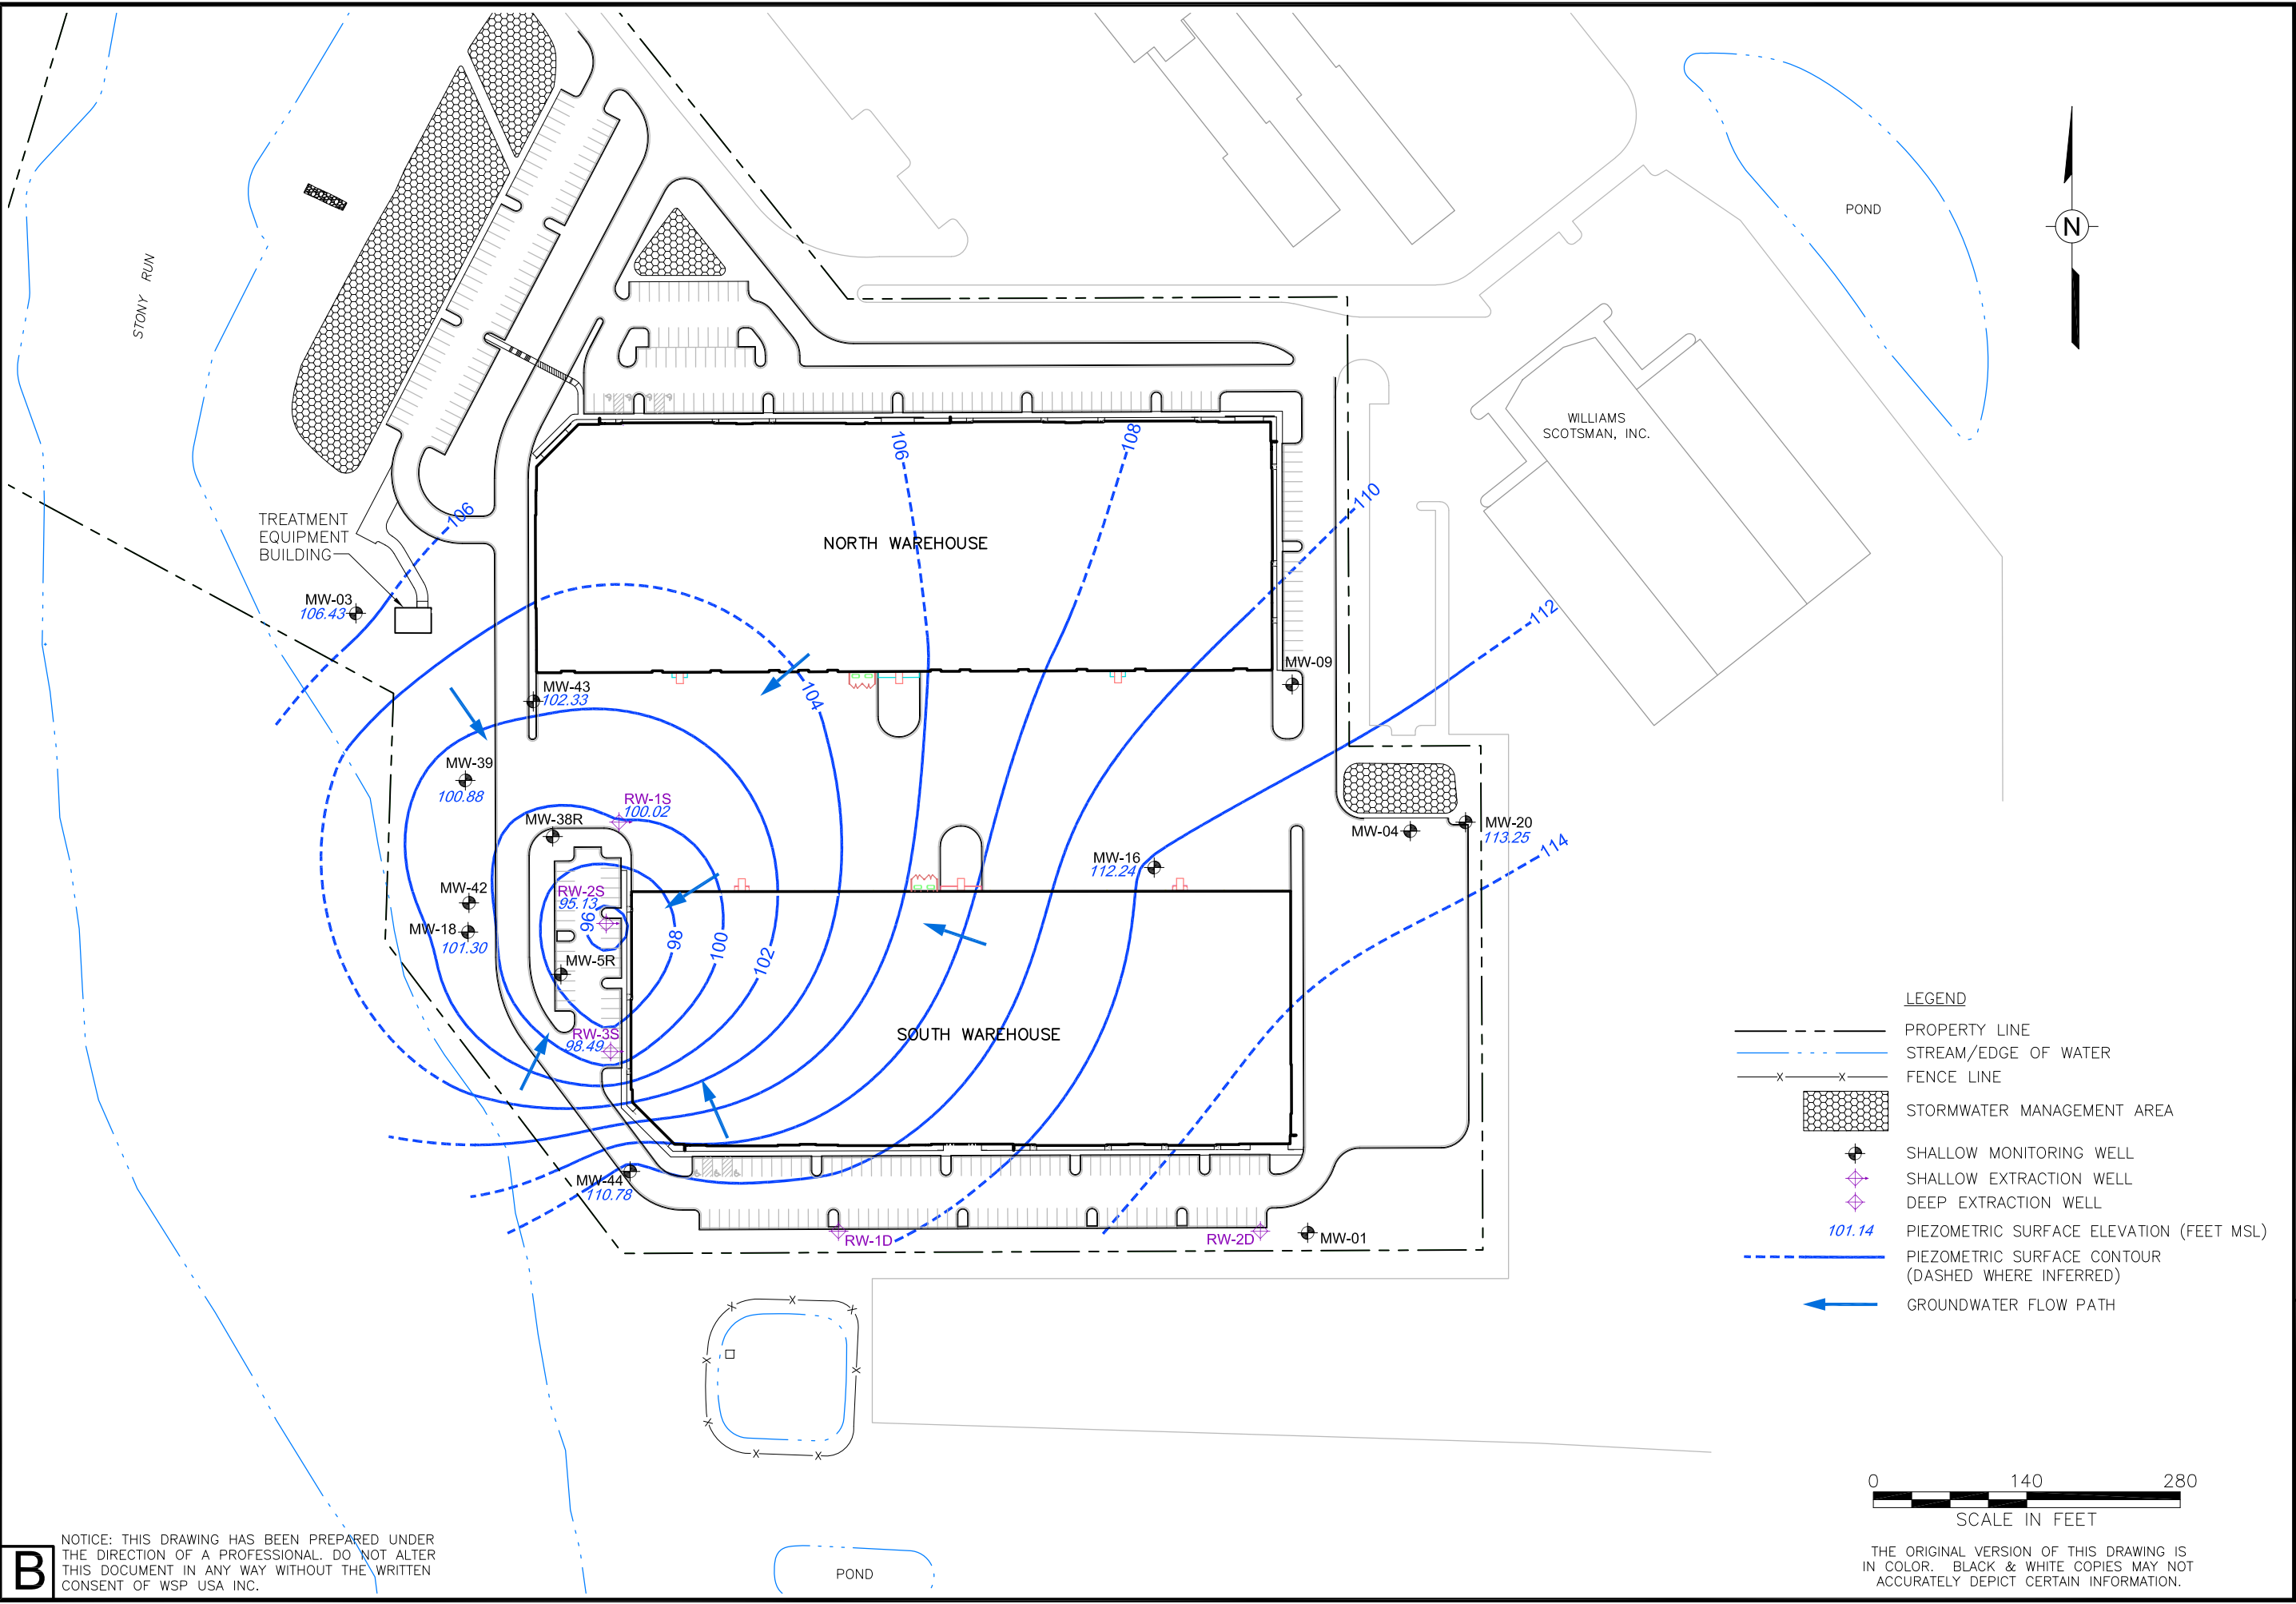 POND
N
STONY RUN
WILLIAMS
SCOTSMAN, INC.
106
108
110
106
TREATMENT
EQUIPMENT
BUILDING
NORTH WAREHOUSE
MW-03
106.43
112
MW-09
MW-43
102.33
104
MW-39
100.88
RW-1S
100.02
MW-38R
MW-04
MW-20
113.25
114
MW-16
112.24
MW-42
RW-2S
95.13
96
MW-18
101.30
98
100
102
MW-5R
RW-3S
98.49
SOUTH WAREHOUSE
MW-44
110.78
RW-1D
RW-2D
MW-01
LEGEND
PROPERTY LINE
STREAM/EDGE OF WATER
X X
FENCE LINE
STORMWATER MANAGEMENT AREA
SHALLOW MONITORING WELL
SHALLOW EXTRACTION WELL
DEEP EXTRACTION WELL
101.14 PIEZOMETRIC SURFACE ELEVATION (FEET MSL)
PIEZOMETRIC SURFACE CONTOUR
(DASHED WHERE INFERRED)
GROUNDWATER FLOW PATH
0 140 280
SCALE IN FEET
THE ORIGINAL VERSION OF THIS DRAWING IS
IN COLOR. BLACK & WHITE COPIES MAY NOT
ACCURATELY DEPICT CERTAIN INFORMATION.
POND
B
NOTICE: THIS DRAWING HAS BEEN PREPARED UNDER
THE DIRECTION OF A PROFESSIONAL. DO NOT ALTER
THIS DOCUMENT IN ANY WAY WITHOUT THE WRITTEN
CONSENT OF WSP USA INC.